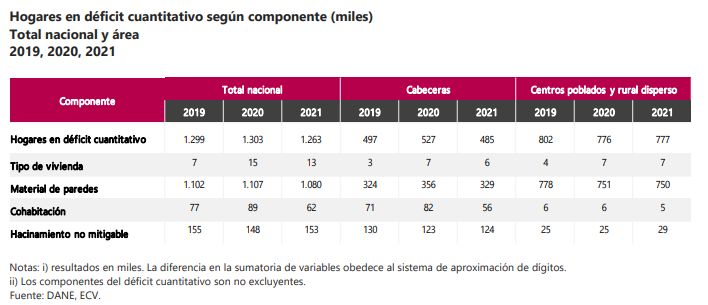 Hogares en déficit cuantitativo según componente (miles)
Total nacional y área
2019, 2020, 2021
Componente Total nacional Cabeceras Centros poblados y rural disperso
2019 2020 2021 2019 2020 2021 2019 2020 2021
Hogares en déficit cuantitativo 1.299 1.303 1.263 497 527 485 802 776 777
Tipo de vivienda 7 15 13 3 7 6 4 7 7
Material de paredes 1.102 1.107 1.080 324 356 329 778 751 750
Cohabitación 77 89 62 71 82 56 6 6 5
Hacinamiento no mitigable 155 148 153 130 123 124 25 25 29
Notas: i) resultados en miles. La diferencia en la sumatoria de variables obedece al sistema de aproximación de dígitos.
ii) Los componentes del déficit cuantitativo son no excluyentes.
Fuente: DANE, ECV.